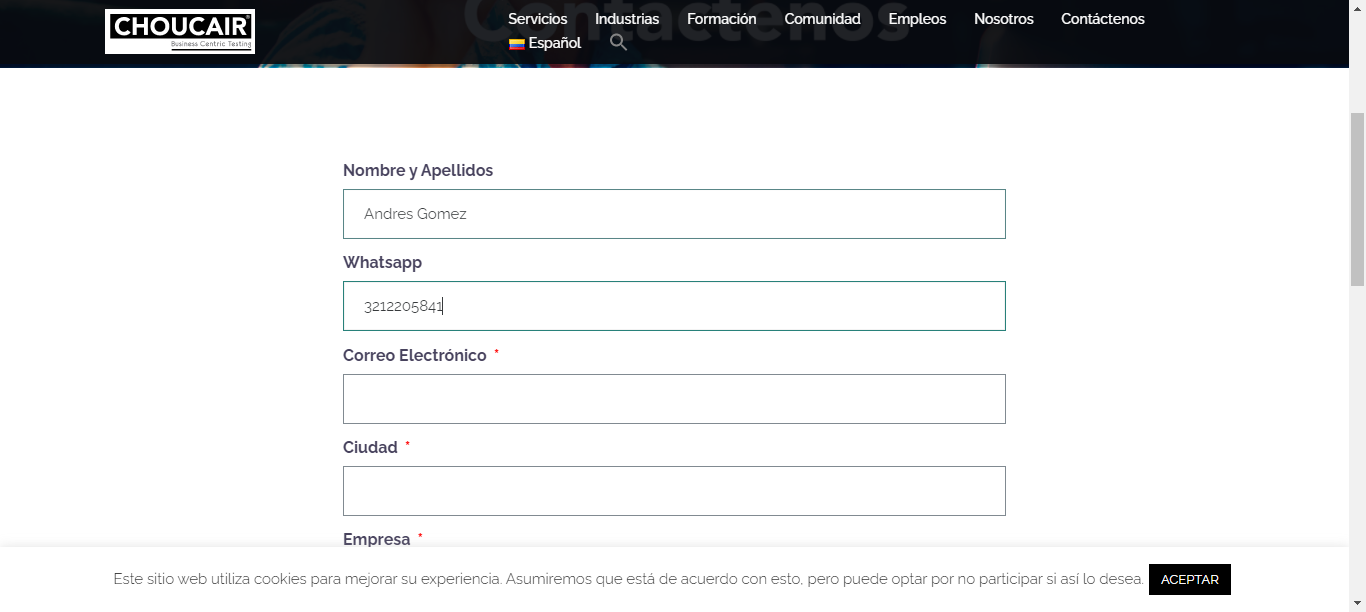 Contáctenos
CHOUCAIR®
Business Centric Testing
Servicios Industrias Formación Comunidad Empleos Nosotros Contáctenos
Español
Nombre y Apellidos
Andres Gomez
Whatsapp
3212205841
Correo Electrónico *
Ciudad *
Empresa *
Este sitio web utiliza cookies para mejorar su experiencia. Asumiremos que está de acuerdo con esto, pero puede optar por no participar si así lo desea. ACEPTAR